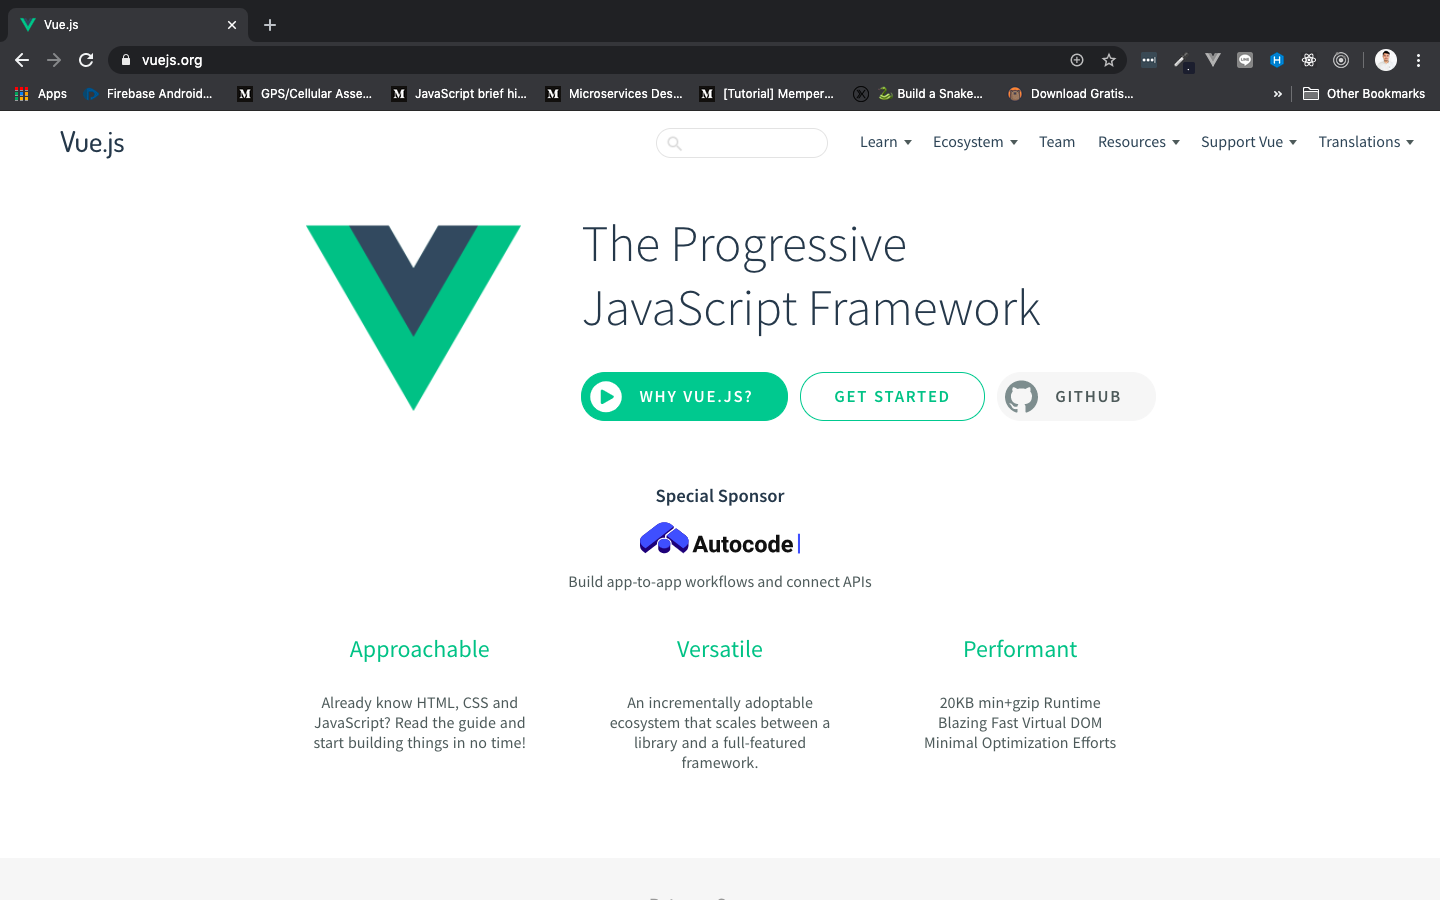 Vue.js
vuejs.org
Apps
Firebase Android...
GPS/Cellular Asse...
JavaScript brief hi...
Microservices Des...
[Tutorial] Memper...
Build a Snake...
Download Gratis...
»
Other Bookmarks
Vue.js
Learn
Ecosystem
Team
Resources
Support Vue
Translations
The Progressive
JavaScript Framework
WHY VUE.JS?
GET STARTED
GITHUB
Special Sponsor
Autocode
Build app-to-app workflows and connect APIs
Approachable
Already know HTML, CSS and
JavaScript? Read the guide and
start building things in no time!
Versatile
An incrementally adoptable
ecosystem that scales between a
library and a full-featured
framework.
Performant
20KB min+gzip Runtime
Blazing Fast Virtual DOM
Minimal Optimization Efforts